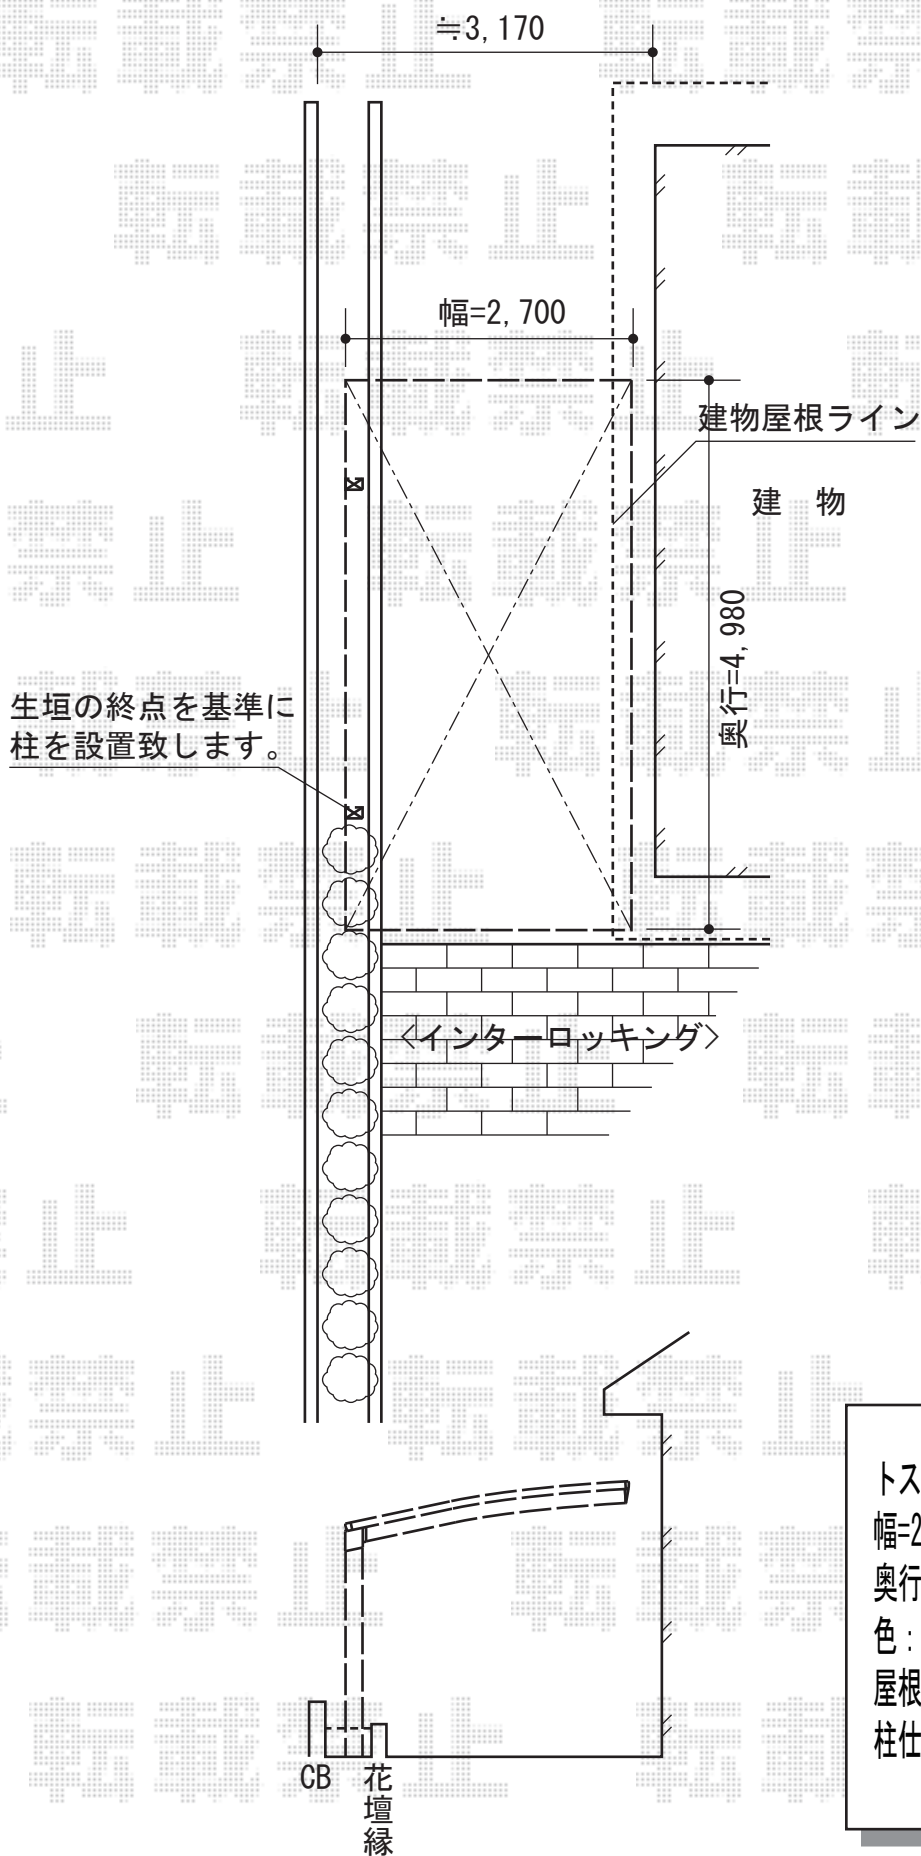 ≒3,170
幅=2,700
建物屋根ライン
建　物
奥行=4,980
生垣の終点を基準に
柱を設置致します。
〈インターロッキング〉
トス
幅=2
奥行
色：
屋根
柱仕
CB
花壇縁
転載禁止